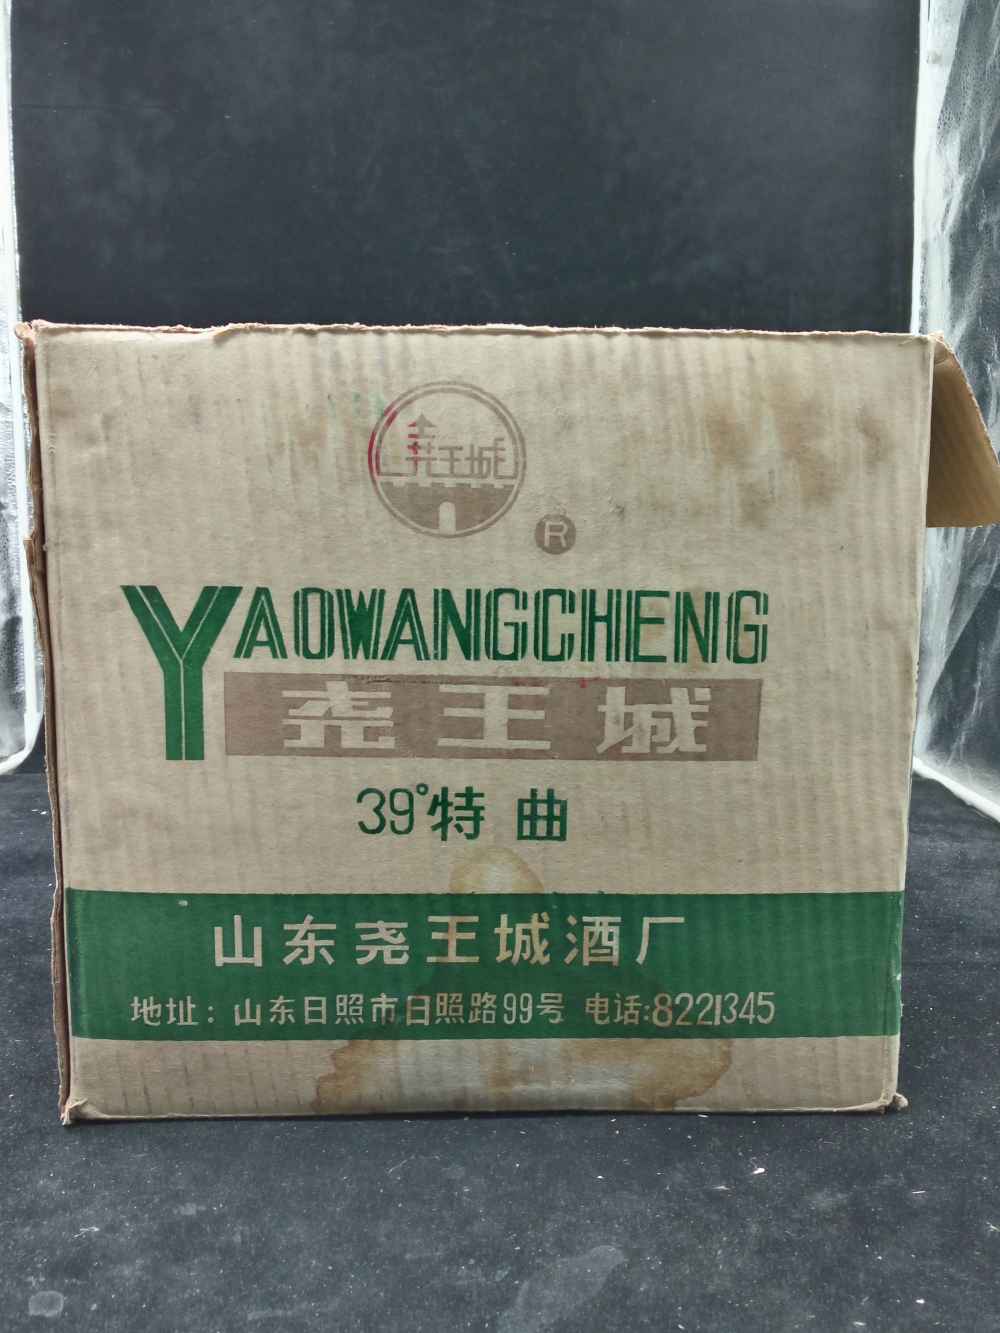 尧王城
R
YAOWANGCHENG
尧王城
39°特曲
山东尧王城酒厂
地址：山东日照市日照路99号 电话:8221345